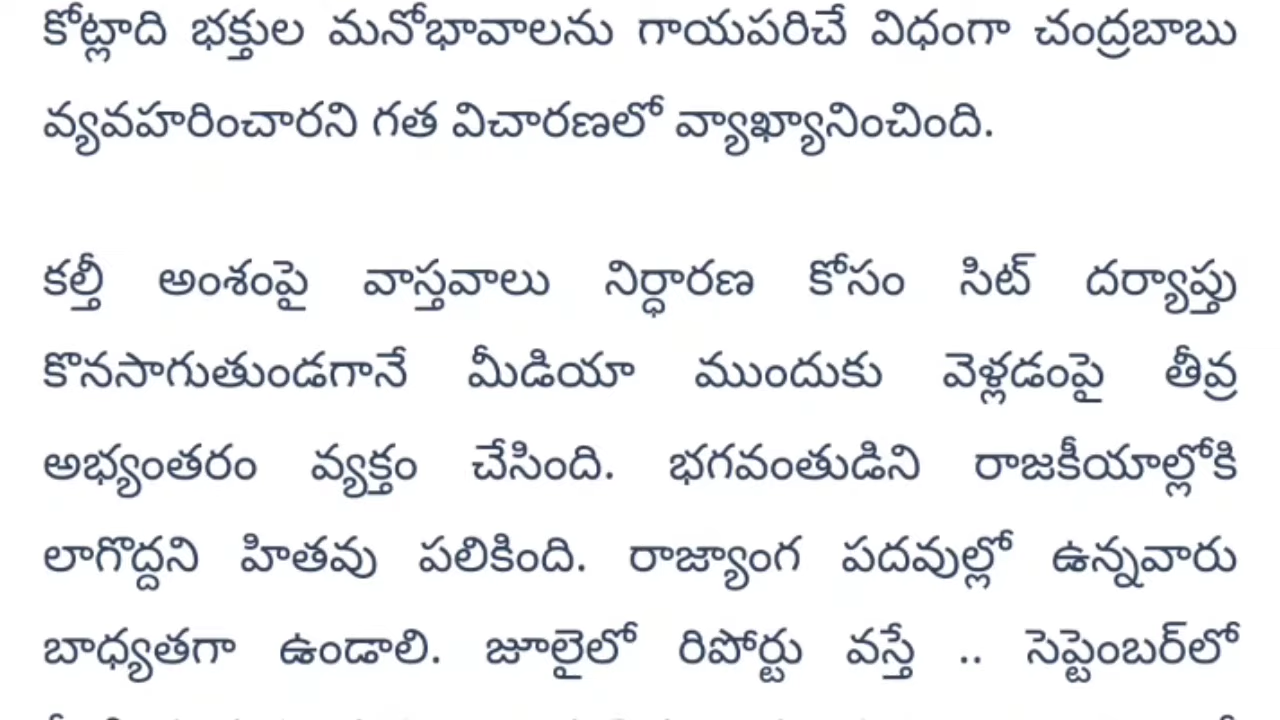 కోట్లాది భక్తుల మనోభావాలను గాయపరిచే విధంగా చంద్రబాబు
వ్యవహరించారని గత విచారణలో వ్యాఖ్యానించింది.
కల్తీ అంశంపై వాస్తవాలు నిర్ధారణ కోసం సిట్ దర్యాప్తు
కొనసాగుతుండగానే మీడియా ముందుకు వెళ్లడంపై తీవ్ర
అభ్యంతరం వ్యక్తం చేసింది. భగవంతుడిని రాజకీయాల్లోకి
లాగొద్దని హితవు పలికింది. రాజ్యాంగ పదవుల్లో ఉన్నవారు
బాధ్యతగా ఉండాలి. జూలైలో రిపోర్టు వస్తే .. సెప్టెంబర్‌లో